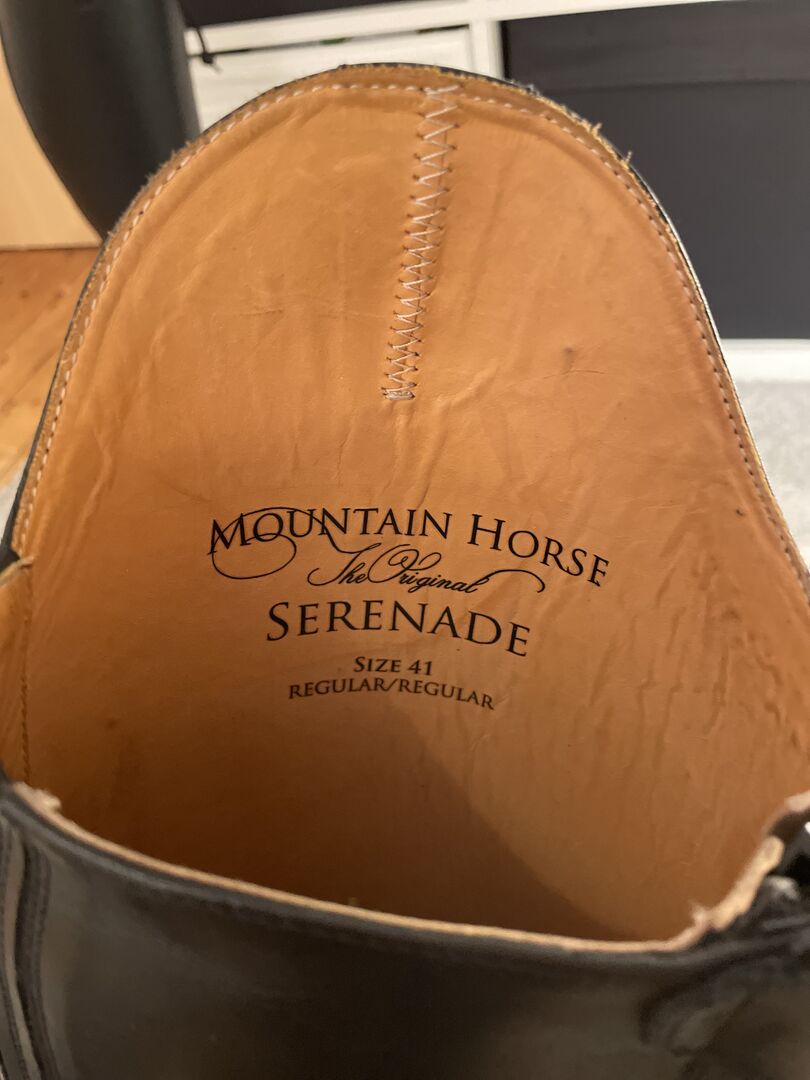 MOUNTAIN HORSE
The Original
SERENADE
SIZE 41
REGULAR/REGULAR